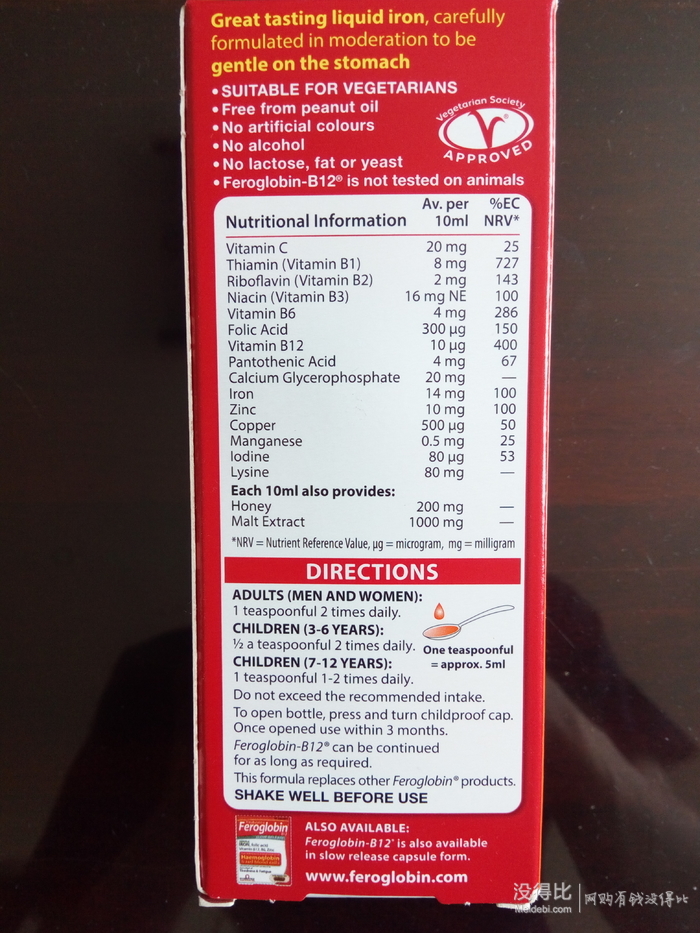 Great tasting liquid iron, carefully
formulated in moderation to be
gentle on the stomach
• SUITABLE FOR VEGETARIANS
• Free from peanut oil
• No artificial colours
• No alcohol
• No lactose, fat or yeast
• Feroglobin-B12® is not tested on animals
Vegetarian Society
V®
APPROVED
Nutritional Information Av. per 10ml %EC NRV*
Vitamin C 20 mg 25
Thiamin (Vitamin B1) 8 mg 727
Riboflavin (Vitamin B2) 2 mg 143
Niacin (Vitamin B3) 16 mg NE 100
Vitamin B6 4 mg 286
Folic Acid 300 µg 150
Vitamin B12 10 µg 400
Pantothenic Acid 4 mg 67
Calcium Glycerophosphate 20 mg —
Iron 14 mg 100
Zinc 10 mg 100
Copper 500 µg 50
Manganese 0.5 mg 25
Iodine 80 µg 53
Lysine 80 mg —
Each 10ml also provides:
Honey 200 mg —
Malt Extract 1000 mg —
*NRV = Nutrient Reference Value, µg = microgram, mg = milligram
DIRECTIONS
ADULTS (MEN AND WOMEN):
1 teaspoonful 2 times daily.
CHILDREN (3-6 YEARS):
½ a teaspoonful 2 times daily.
CHILDREN (7-12 YEARS):
1 teaspoonful 1-2 times daily.
One teaspoonful
= approx. 5ml
Do not exceed the recommended intake.
To open bottle, press and turn childproof cap.
Once opened use within 3 months.
Feroglobin-B12® can be continued
for as long as required.
This formula replaces other Feroglobin® products.
SHAKE WELL BEFORE USE
Feroglobin
Haemoglobin
ALSO AVAILABLE:
Feroglobin-B12® is also available
in slow release capsule form.
www.feroglobin.com
没得比
Meidebi.com
网购有钱没得比